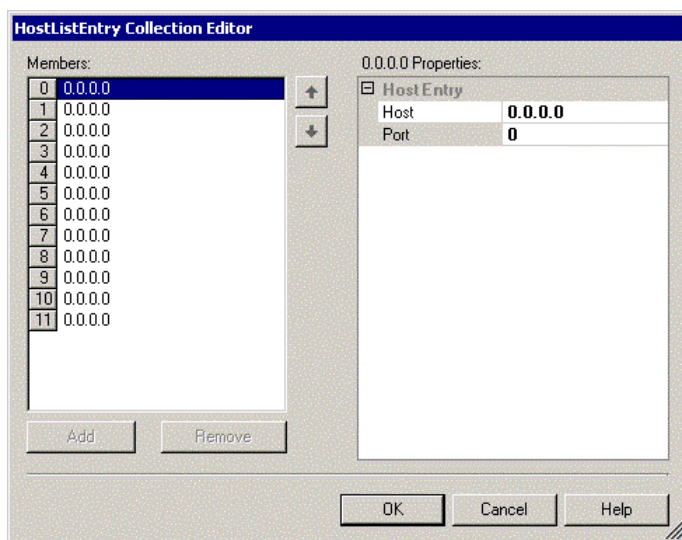 HostListEntry Collection Editor
Members:
0 0.0.0.0
1 0.0.0.0
2 0.0.0.0
3 0.0.0.0
4 0.0.0.0
5 0.0.0.0
6 0.0.0.0
7 0.0.0.0
8 0.0.0.0
9 0.0.0.0
10 0.0.0.0
11 0.0.0.0
Add Remove
0.0.0.0 Properties:
Host Entry
Host 0.0.0.0
Port 0
OK Cancel Help